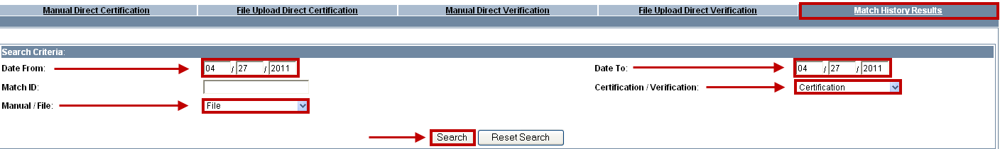 Manual Direct Certification File Upload Direct Certification Manual Direct Verification File Upload Direct Verification Match History Results
Search Criteria:
Date From: 04 / 27 / 2011 Date To: 04 / 27 / 2011
Match ID: Certification / Verification: Certification
Manual / File: File
Search Reset Search